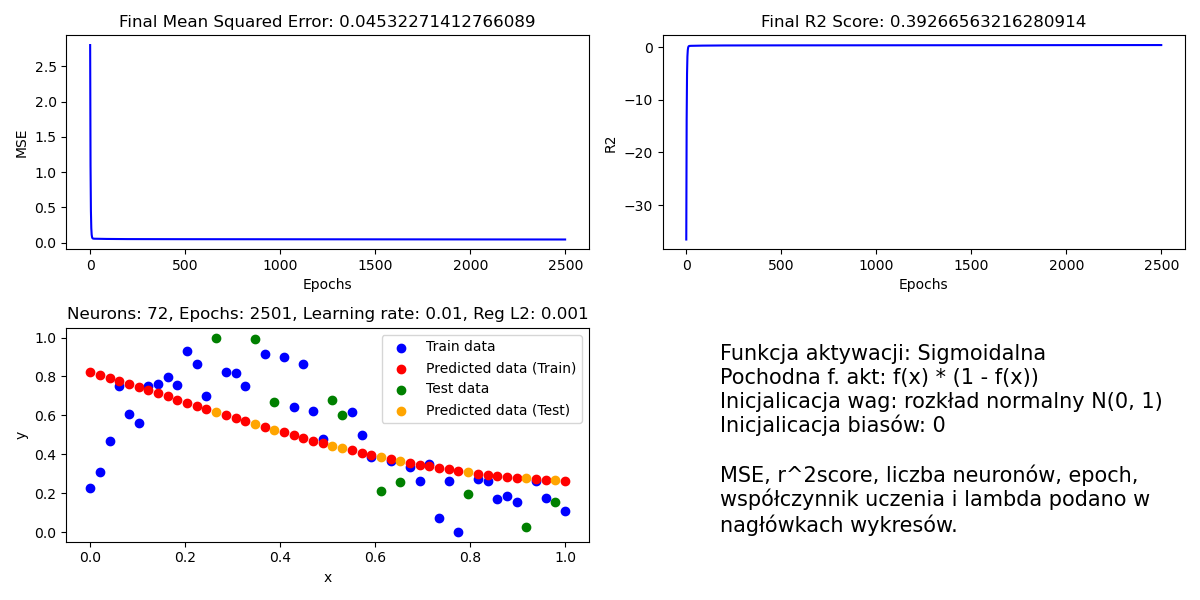 Final Mean Squared Error: 0.04532271412766089
2.5
2.0
1.5
1.0
0.5
0.0
MSE
0 500 1000 1500 2000 2500
Epochs
Final R2 Score: 0.39266563216280914
0
−10
−20
−30
R2
0 500 1000 1500 2000 2500
Epochs
Neurons: 72, Epochs: 2501, Learning rate: 0.01, Reg L2: 0.001
1.0
0.8
0.6
0.4
0.2
0.0
y
Train data
Predicted data (Train)
Test data
Predicted data (Test)
0.0 0.2 0.4 0.6 0.8 1.0
x
Funkcja aktywacji: Sigmoidalna
Pochodna f. akt: f(x) * (1 - f(x))
Inicjalicacja wag: rozkład normalny N(0, 1)
Inicjalicacja biasów: 0
MSE, r^2score, liczba neuronów, epoch,
współczynnik uczenia i lambda podano w
nagłówkach wykresów.